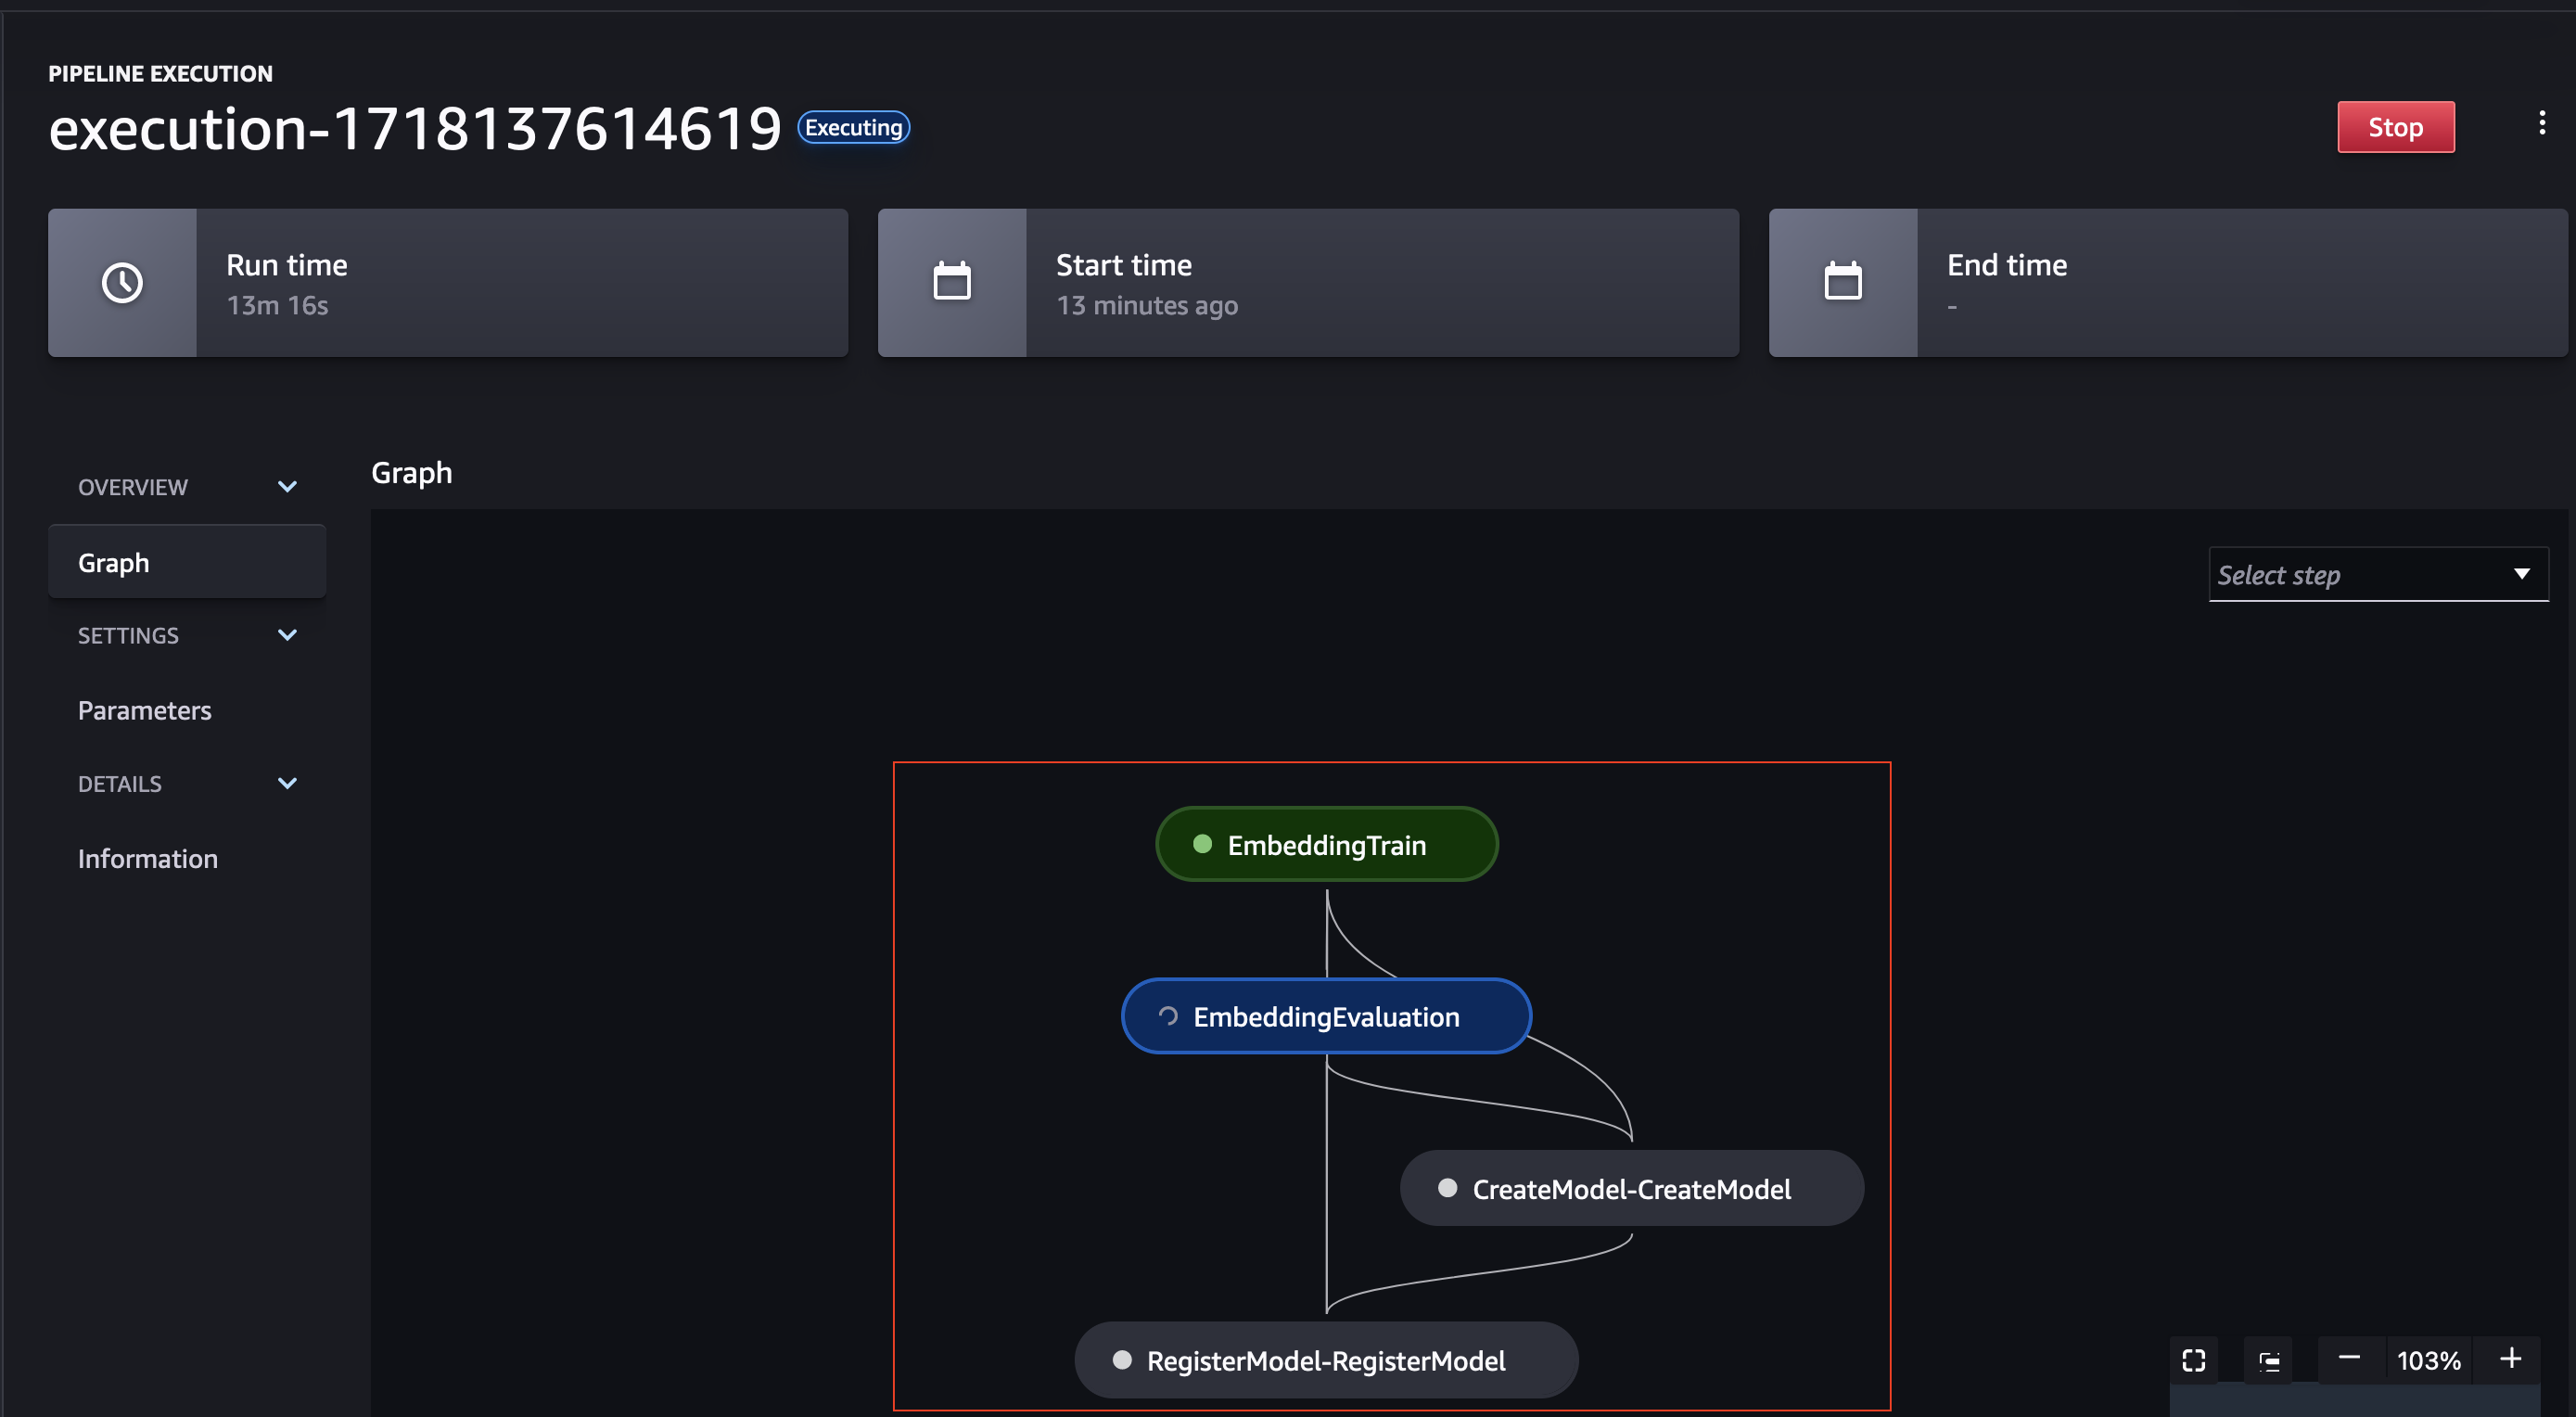 PIPELINE EXECUTION
execution-1718137614619
Executing
Stop
Run time
13m 16s
Start time
13 minutes ago
End time
-
OVERVIEW
Graph
SETTINGS
Parameters
DETAILS
Information
Graph
Select step
EmbeddingTrain
EmbeddingEvaluation
CreateModel-CreateModel
RegisterModel-RegisterModel
103%